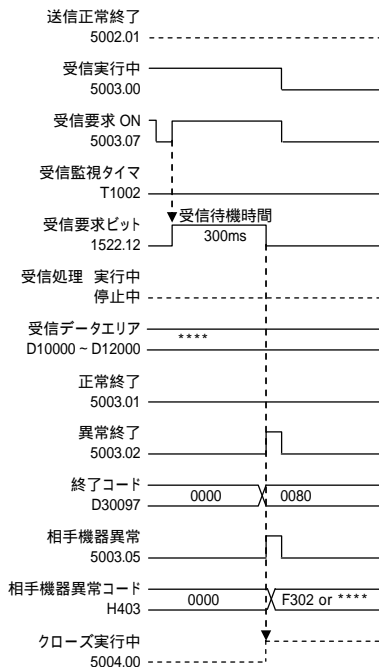 送信正常終了
5002.01
受信実行中
5003.00
受信要求 ON
5003.07
受信監視タイマ
T1002
受信要求ビット
1522.12
受信待機時間
300ms
受信処理 実行中
停止中
受信データエリア
D10000 ~ D12000
****
正常終了
5003.01
異常終了
5003.02
終了コード
D30097
0000
0080
相手機器異常
5003.05
相手機器異常コード
H403
0000
F302 or ****
クローズ実行中
5004.00